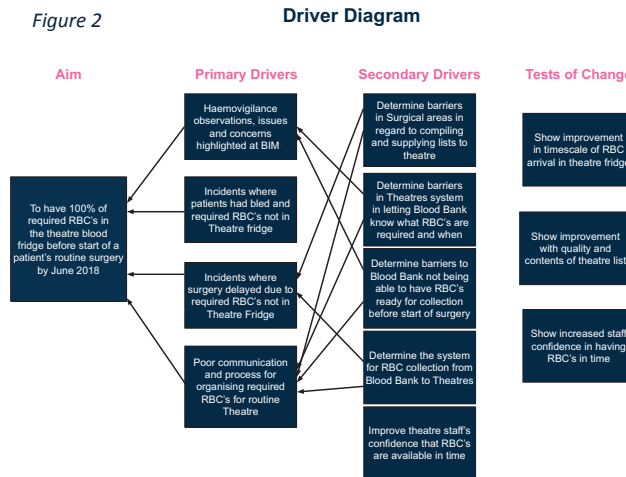 Figure 2
Driver Diagram
Aim
Primary Drivers
Secondary Drivers
Tests of Change
To have 100% of
required RBC's in
the theatre blood
fridge before start of a
patient's routine surgery
by June 2018
Haemovigilance
observations, issues
and concerns
highlighted at BIM
Incidents where
patients had bled and
required RBC's not in
Theatre fridge
Incidents where
surgery delayed due to
required RBC's not in
Theatre Fridge
Poor communication
and process for
organising required
RBC's for routine
Theatre
Determine barriers
in Surgical areas in
regard to compiling
and supplying lists to
theatre
Determine barriers
in Theatres system
in letting Blood Bank
know what RBC's are
required and when
Determine barriers to
Blood Bank not being
able to have RBC's
ready for collection
before start of surgery
Determine the system
for RBC collection from
Blood Bank to Theatres
Improve theatre staff's
confidence that RBC's
are available in time
Show improvement
in timescale of RBC
arrival in theatre fridge
Show improvement
with quality and
contents of theatre list
Show increased staff
confidence in having
RBC's in time